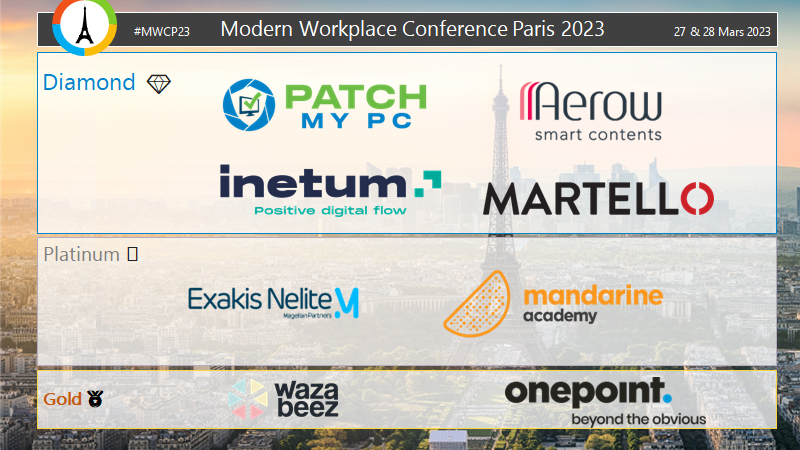 #MWCP23 Modern Workplace Conference Paris 2023 27 & 28 Mars 2023
Diamond
PATCH
MY PC
Aerow
smart contents
inetum
Positive digital flow
MARTELLO
Platinum
Exakis Nelite
Magellan Partners
mandarine
academy
Gold
waza
beez
onepoint.
beyond the obvious